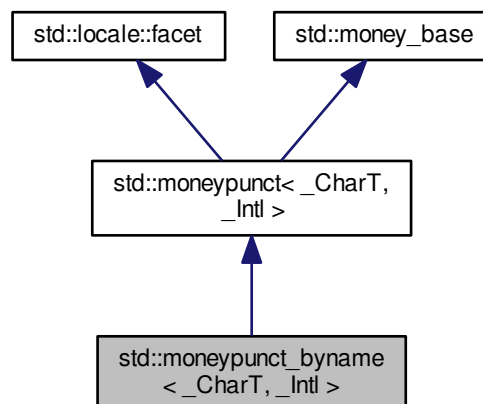 std::locale::facet
std::money_base
std::moneypunct< _CharT,
_Intl >
std::moneypunct_byname
< _CharT, _Intl >